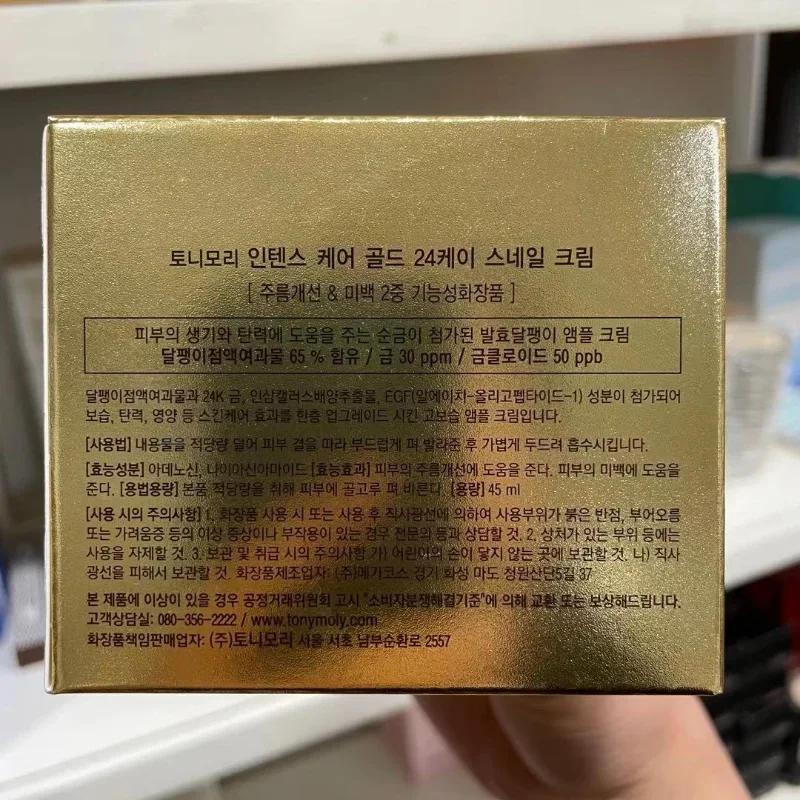 토니모리 인텐스 케어 골드 24케이 스네일 크림
[ 주름개선 & 미백 2중 기능성화장품 ]
피부의 생기와 탄력에 도움을 주는 순금이 첨가된 발효달팽이 앰플 크림
달팽이점액여과물 65 % 함유 / 금 30 ppm / 금콜로이드 50 ppb
달팽이점액여과물과 24K 금, 인삼캘러스배양추출물, EGF(알에이치-올리고펩타이드-1) 성분이 첨가되어
보습, 탄력, 영양 등 스킨케어 효과를 한층 업그레이드 시킨 고보습 앰플 크림입니다.
[사용법] 내용물을 적당량 덜어 피부 결을 따라 부드럽게 펴 발라준 후 가볍게 두드려 흡수시킵니다.
[효능성분] 아데노신, 나이아신아마이드 [효능효과] 피부의 주름개선에 도움을 준다. 피부의 미백에 도움을
준다. [용법용량] 본품 적당량을 취해 피부에 골고루 펴 바른다. [용량] 45 ml
[사용 시의 주의사항] 1. 화장품 사용 시 또는 사용 후 직사광선에 의하여 사용부위가 붉은 반점, 부어오름
또는 가려움증 등의 이상 증상이나 부작용이 있는 경우 전문의 등과 상담할 것. 2. 상처가 있는 부위 등에는
사용을 자제할 것. 3. 보관 및 취급 시의 주의사항 가) 어린이의 손이 닿지 않는 곳에 보관할 것. 나) 직사
광선을 피해서 보관할 것. 화장품제조업자: (주)메가코스 경기 화성 마도 청원산단5길 37
본 제품에 이상이 있을 경우 공정거래위원회 고시 "소비자분쟁해결기준"에 의해 교환 또는 보상해드립니다.
고객상담실: 080-356-2222 / www.tonymoly.com
화장품책임판매업자: (주)토니모리 서울 서초 남부순환로 2557